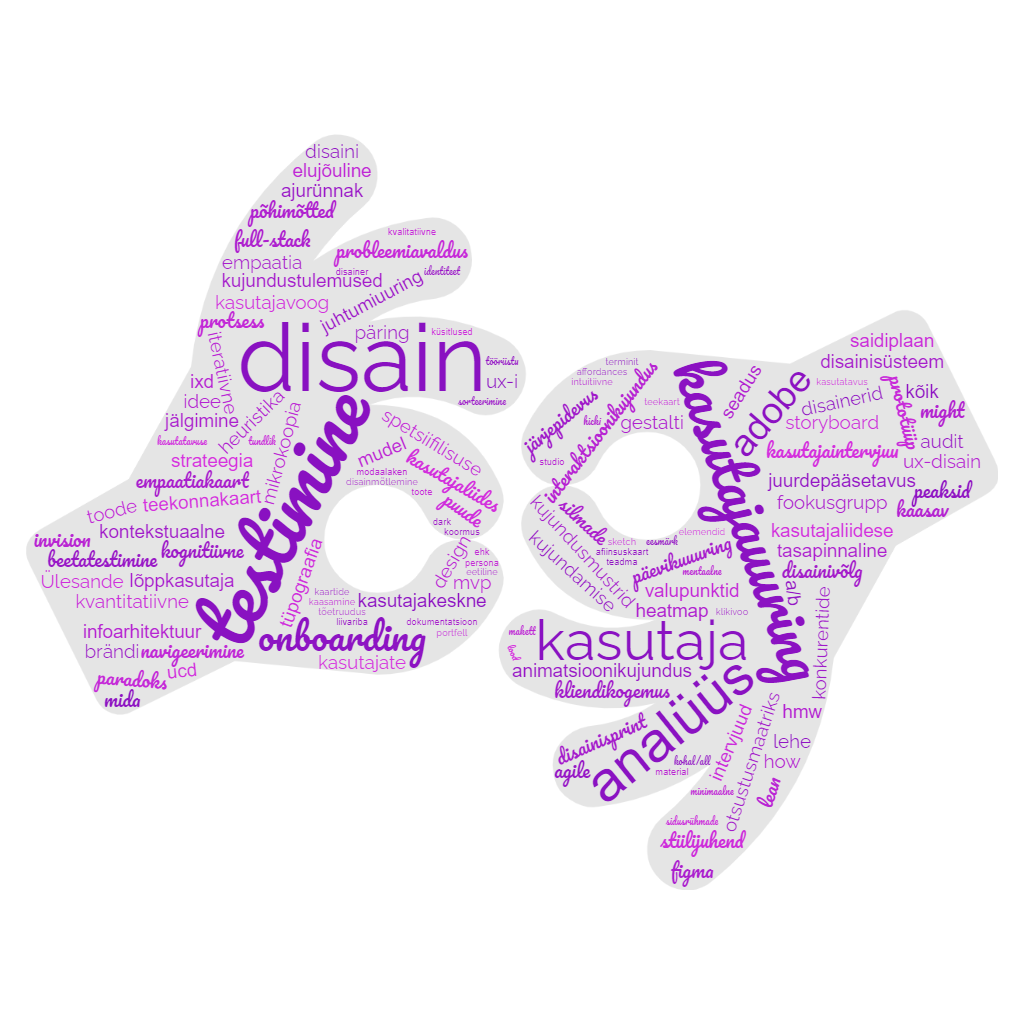 disaini
elujõuline
ajurünnak
põhimõtted
full-stack
empaatia
kvalitatiivne
probleemiavaldus
disainer
identiteet
kujundustulemused
juhtumiuuring
kasutajavoog
protsess
iteratiivne
päring
küsitlused
disain
tööriistu
ux-i
sorteerimine
ixd
idee
jälgimine
heuristika
kasutatavuse
tundlik
mikrokoopia
strateegia
empaatiakaart
toode
teekonnakaart
testimine
spetsiifilisuse
mudel
modaalaken
disainmõtlemine
kasutajaliides
toote
puude
dark
koormus
kontekstuaalne
invision
kognitiivne
beetatestimine
Ülesande
lõppkasutaja
kvantitatiivne
tüpograafia
design
ehk
persona
eetiline
mvp
kaartide
kaasamine
tõetruudus
kasutajakeskne
liivariba
dokumentatsioon
portfell
infoarhitektuur
onboarding
brändi
navigeerimine
kasutajate
ucd
paradoks
mida
terminit
affordances
intuitiivne
järjepidevus
interaktsioonikujundus
teekaart
hicki
gestalti
studio
kasutajauuring
seadus
adobe
saidiplaan
disainisüsteem
kasutatavus
kõik
disainerid
prototüüp
might
storyboard
audit
kasutajaintervjuu
ux-disain
juurdepääsetavus
peaksid
fookusgrupp
kaasav
silmade
kujundusmustrid
kujundamise
elemendid
sketch
eesmärk
afiinsuskaart
teadma
päevikuuuring
mentaalne
kasutajaliidese
tasapinnaline
disainivõlg
valupunktid
a/b
heatmap
klikivoo
konkurentide
makett
lood
kasutaja
animatsioonikujundus
kliendikogemus
analüüs
disainisprint
agile
kohal/all
material
intervjuud
otsustusmaatriks
hmw
lehe
how
minimaalne
lean
sidusrühmade
stiilijuhend
figma